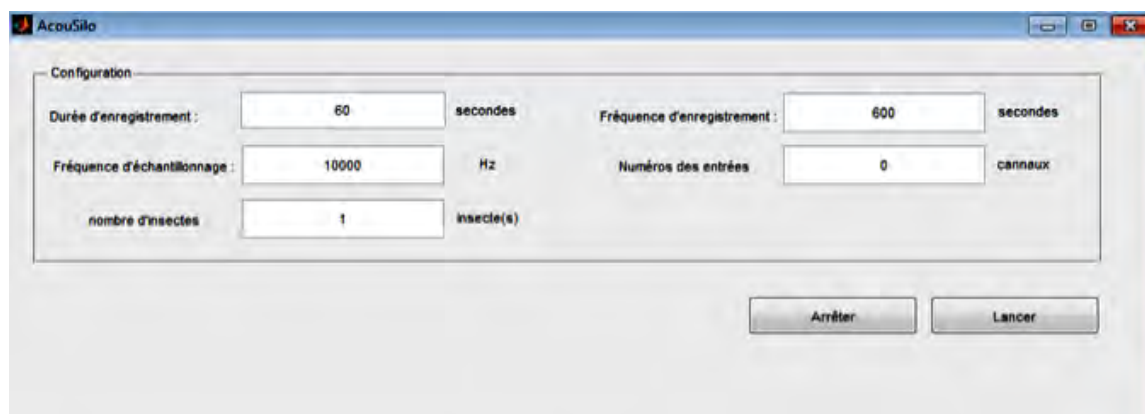 AcouSilo
Configuration
Durée d'enregistrement : 60 secondes
Fréquence d'enregistrement : 600 secondes
Fréquence d'échantillonnage : 10000 Hz
Numéros des entrées 0 cannaux
nombre d'insectes 1 insecte(s)
Arrêter
Lancer